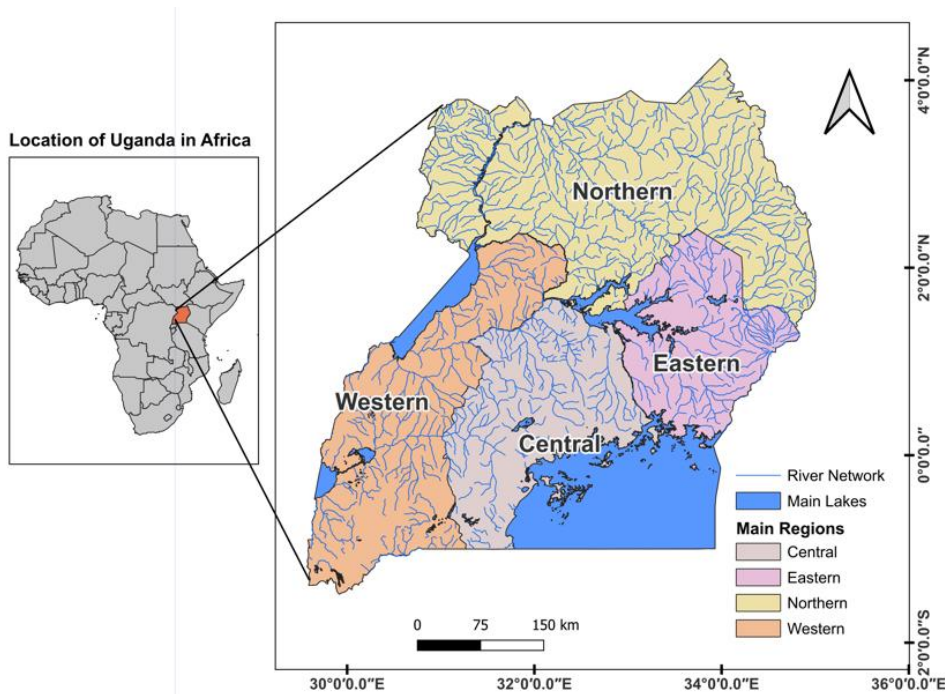 Location of Uganda in Africa
Northern
Eastern
Western
Central
River Network
Main Lakes
Main Regions
Central
Eastern
Northern
Western
0 75 150 km
4°0'0.0"N
2°0'0.0"N
0°0'0.0"
2°0'0.0"S
30°0'0.0"E 32°0'0.0"E 34°0'0.0"E 36°0'0.0"E